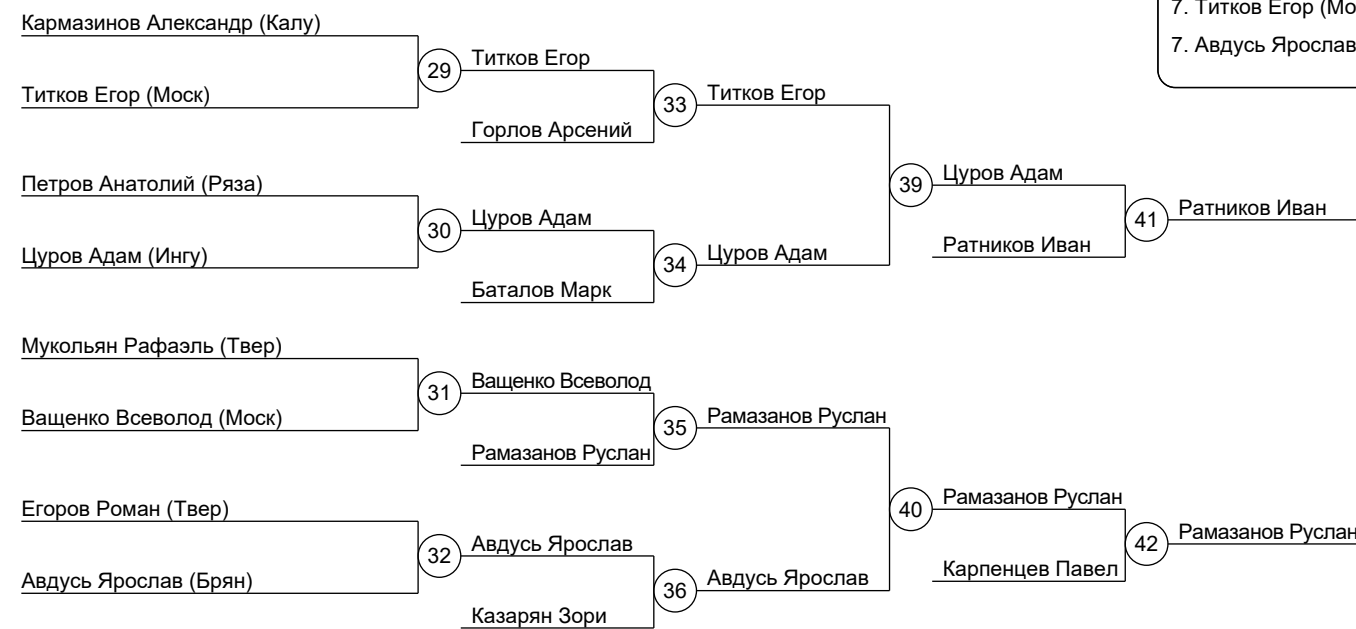 7. Титков Егор (Мо
7. Авдусь Ярослав
Кармазинов Александр (Калу)
Титков Егор (Моск)
29
Титков Егор
Горлов Арсений
33
Титков Егор
Петров Анатолий (Ряза)
Цуров Адам (Ингу)
30
Цуров Адам
Баталов Марк
34
Цуров Адам
39
Цуров Адам
Ратников Иван
41
Ратников Иван
Мукольян Рафаэль (Твер)
Ващенко Всеволод (Моск)
31
Ващенко Всеволод
Рамазанов Руслан
35
Рамазанов Руслан
Егоров Роман (Твер)
Авдусь Ярослав (Брян)
32
Авдусь Ярослав
Казарян Зори
36
Авдусь Ярослав
40
Рамазанов Руслан
Карпенцев Павел
42
Рамазанов Руслан